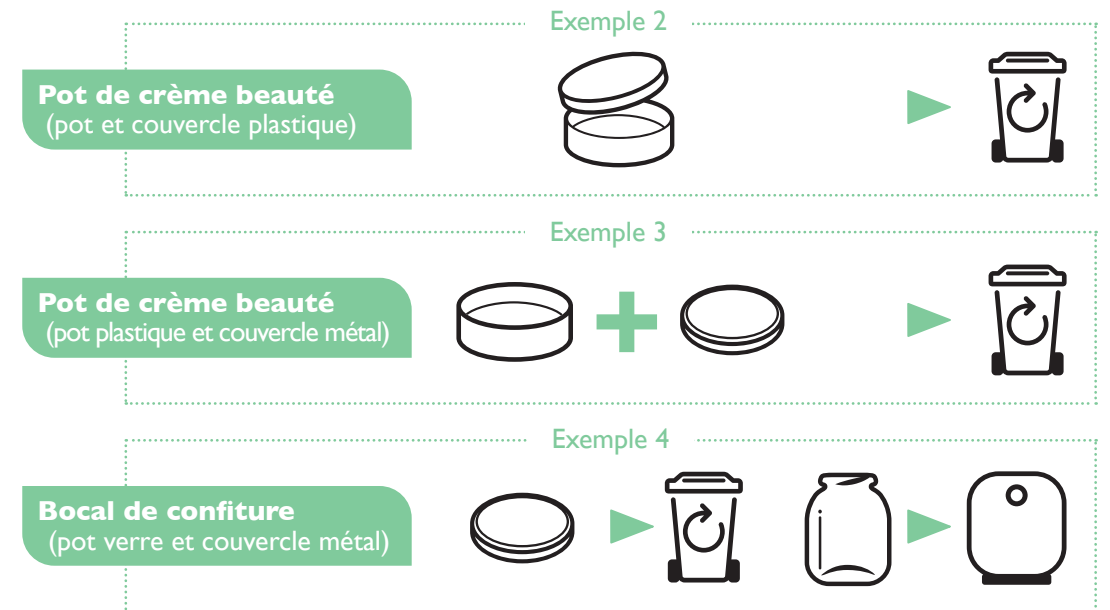 Exemple 2
Pot de crème beauté
(pot et couvercle plastique)
Exemple 3
Pot de crème beauté
(pot plastique et couvercle métal)
Exemple 4
Bocal de confiture
(pot verre et couvercle métal)